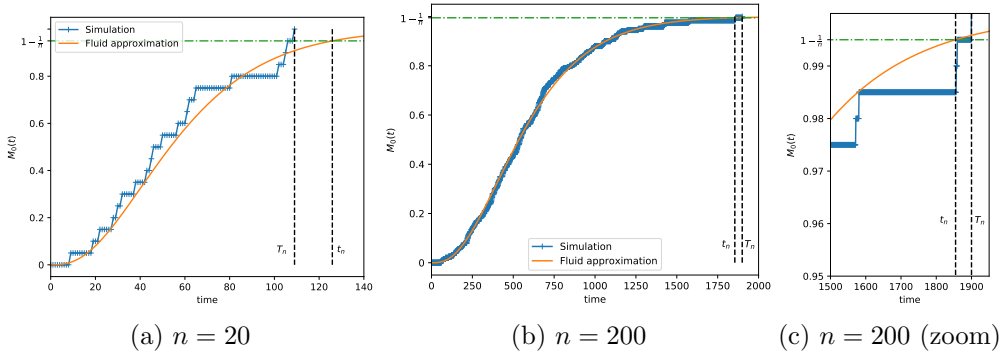 Simulation
Fluid approximation
M₀(t)
1 − 1/n
0.8
0.6
0.4
0.2
0
0 20 40 60 80 100 120 140
time
Tₙ
tₙ
(a) n = 20
M₀(t)
1 − 1/n
0.8
0.6
0.4
0.2
0
0 250 500 750 1000 1250 1500 1750 2000
time
tₙ
Tₙ
Simulation
Fluid approximation
(b) n = 200
M₀(t)
1 − 1/n
0.99
0.98
0.97
0.96
0.95
1500 1600 1700 1800 1900
time
tₙ
Tₙ
(c) n = 200 (zoom)